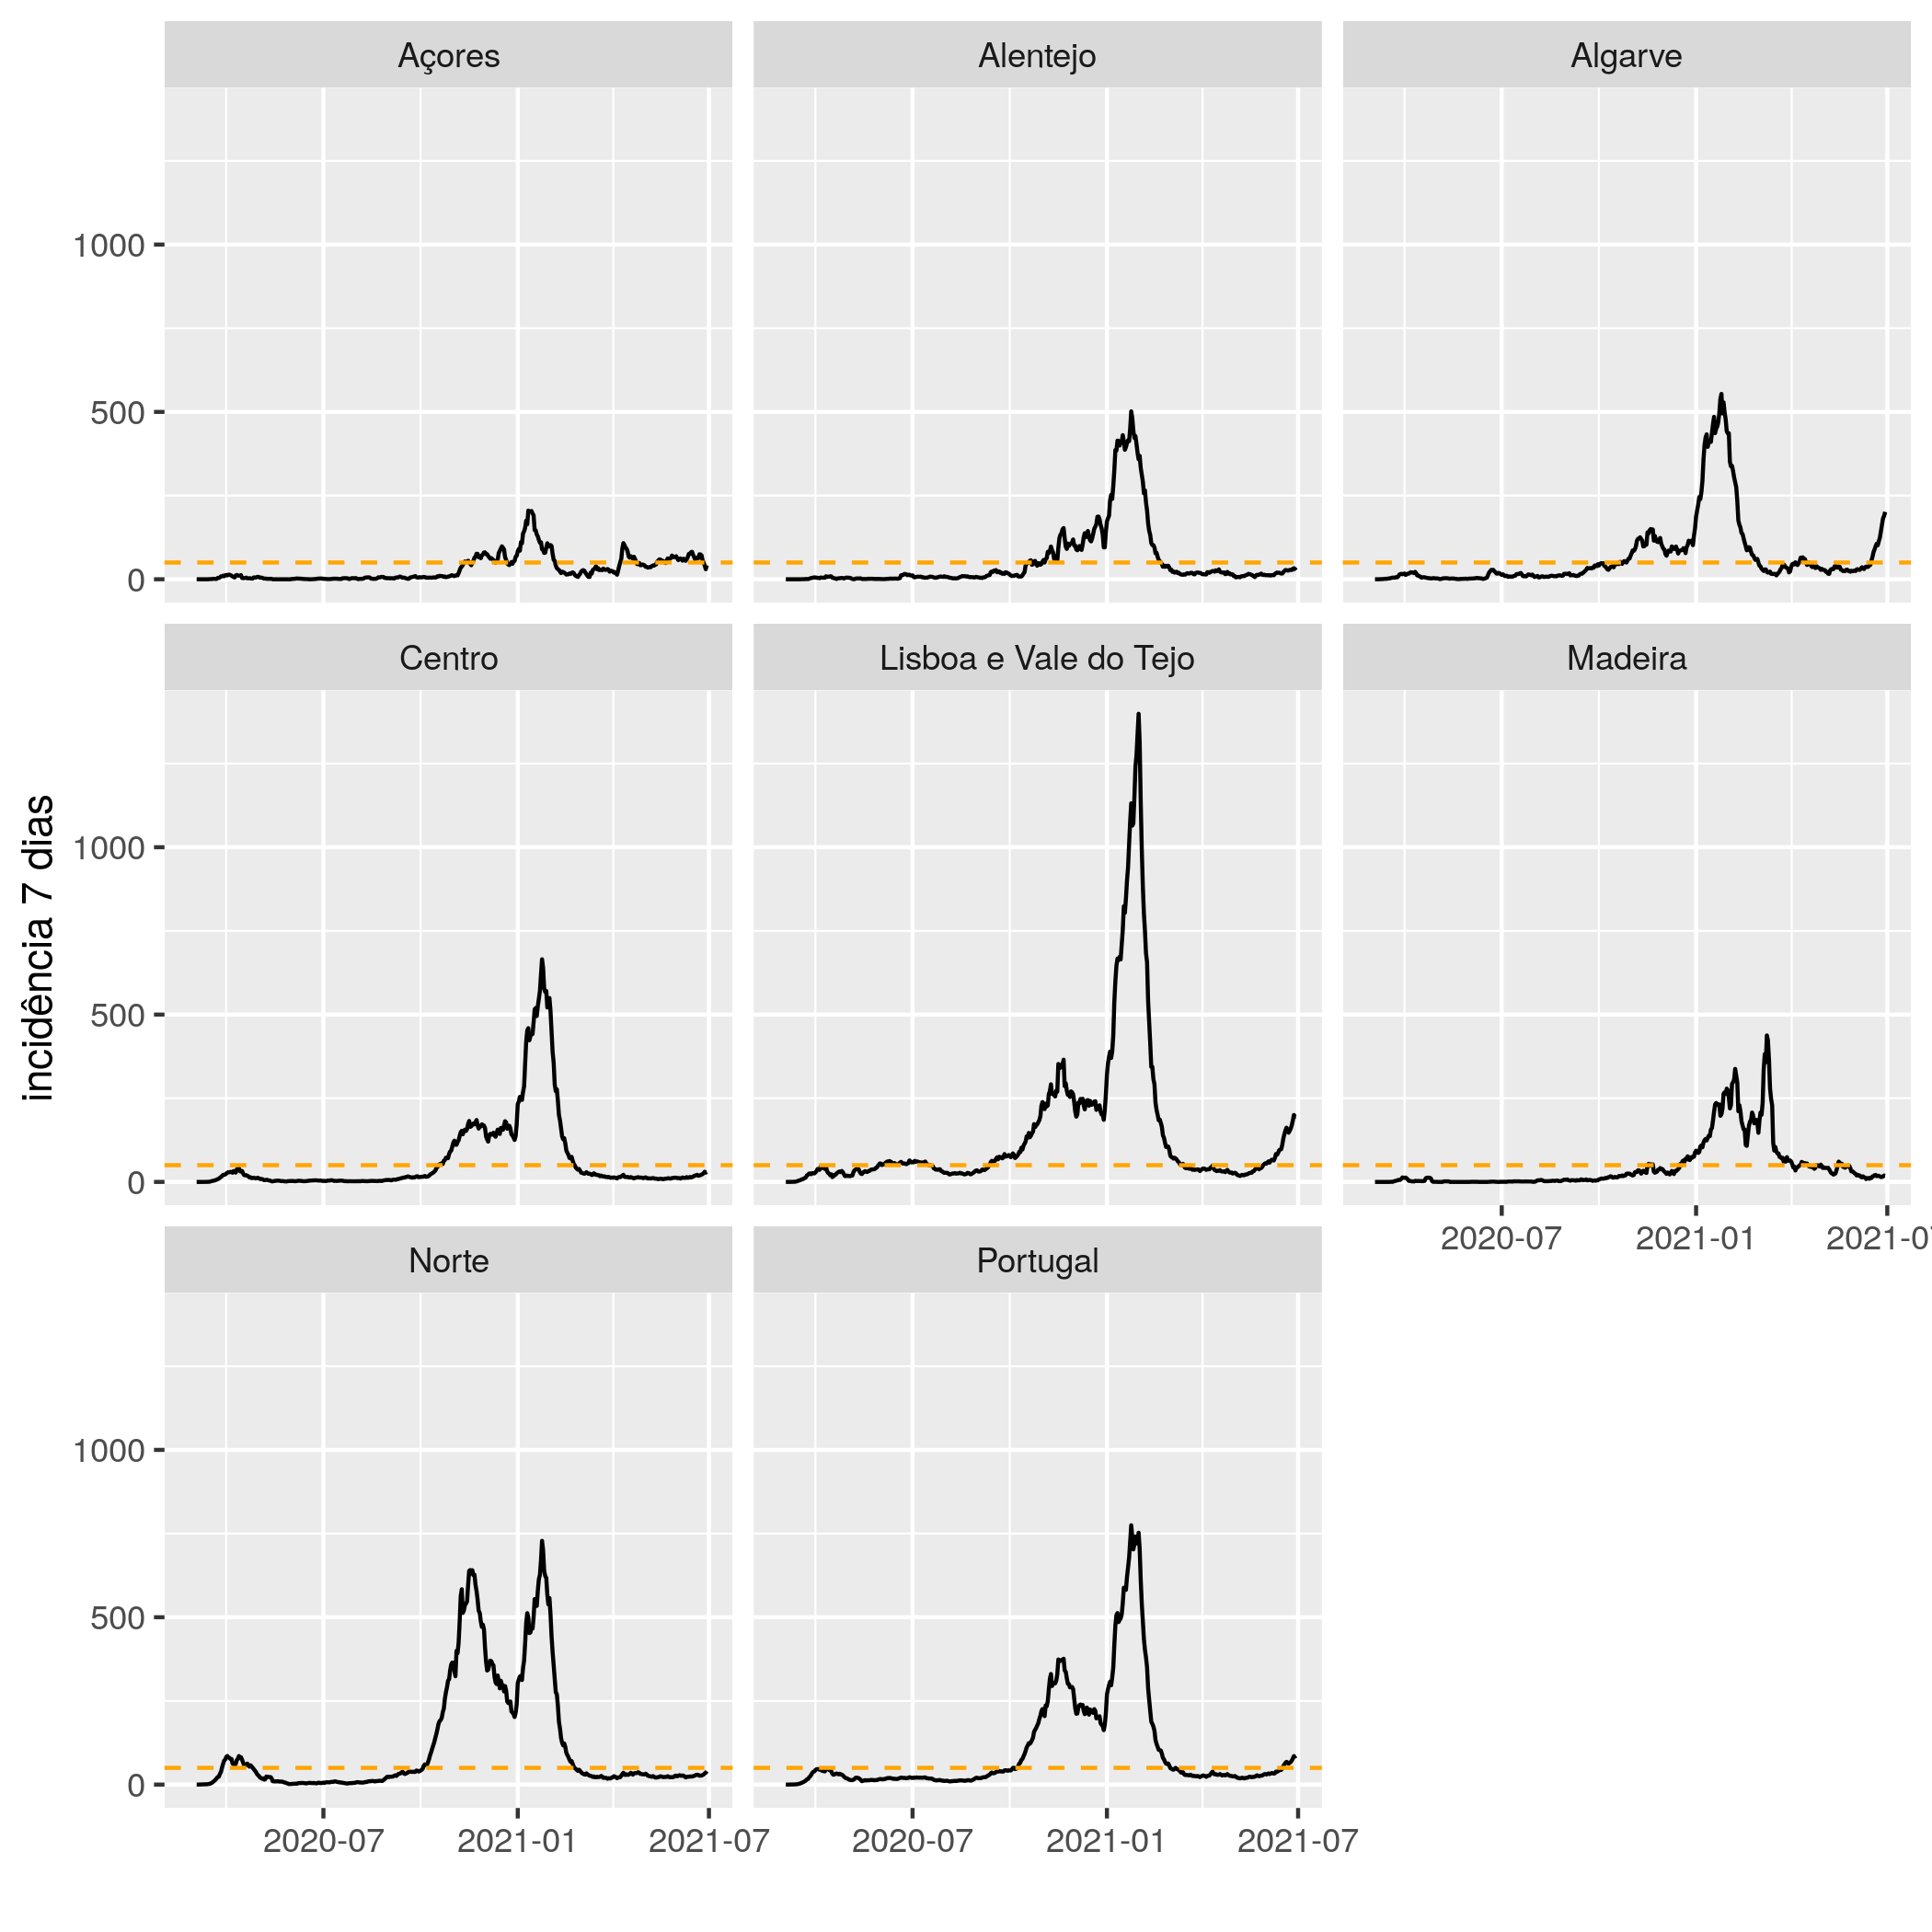 Açores Alentejo Algarve
1000
500
0
Centro Lisboa e Vale do Tejo Madeira
incidência 7 dias
1000
500
0
2020-07 2021-01 2021-0
Norte Portugal
1000
500
0
2020-07 2021-01 2021-07 2020-07 2021-01 2021-07